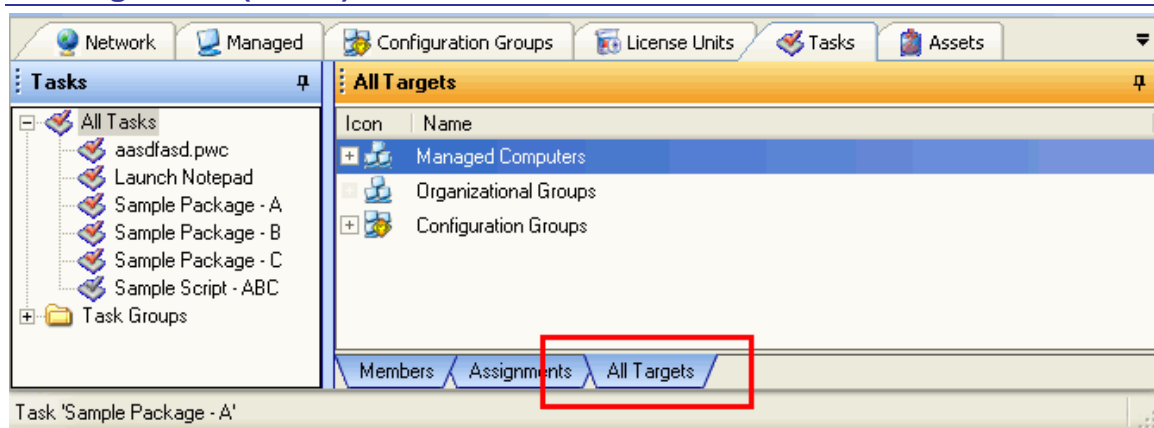 Network Managed Configuration Groups License Units Tasks Assets
Tasks
All Targets
All Tasks
aasdfasd.pwc
Launch Notepad
Sample Package - A
Sample Package - B
Sample Package - C
Sample Script - ABC
Task Groups
Icon Name
Managed Computers
Organizational Groups
Configuration Groups
Members Assignments All Targets
Task 'Sample Package - A'